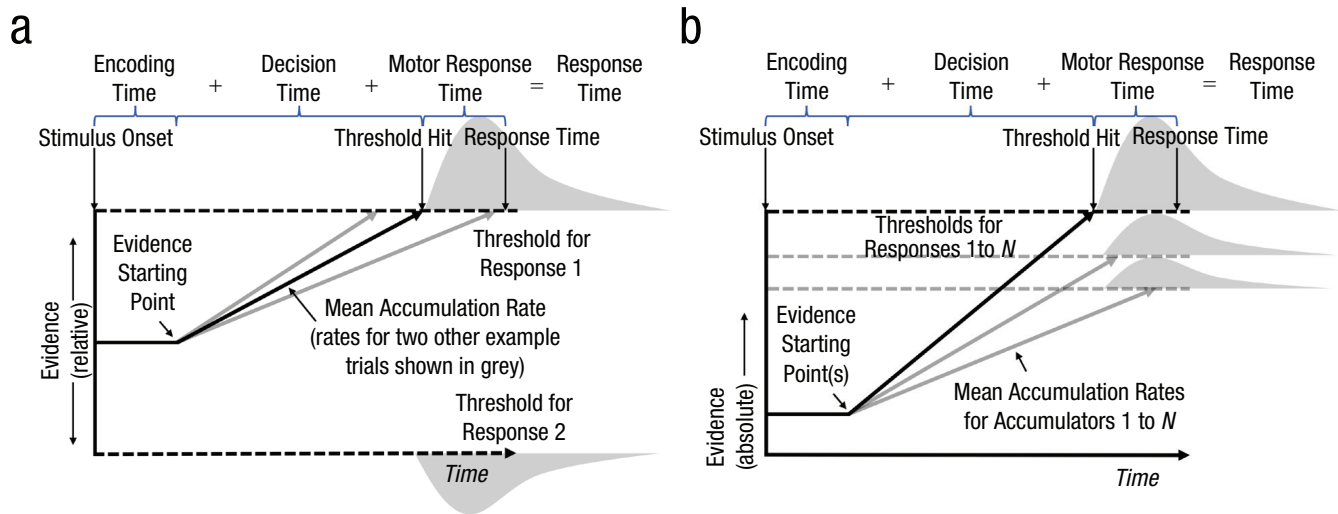 a
Encoding Time + Decision Time + Motor Response Time = Response Time
Stimulus Onset
Threshold Hit
Response Time
Evidence
Starting
Point
Threshold for
Response 1
Mean Accumulation Rate
(rates for two other example
trials shown in grey)
Evidence
(relative)
Threshold for
Response 2
Time
b
Encoding Time + Decision Time + Motor Response Time = Response Time
Stimulus Onset
Threshold Hit
Response Time
Thresholds for
Responses 1to N
Evidence
Starting
Point(s)
Mean Accumulation Rates
for Accumulators 1 to N
Evidence
(absolute)
Time